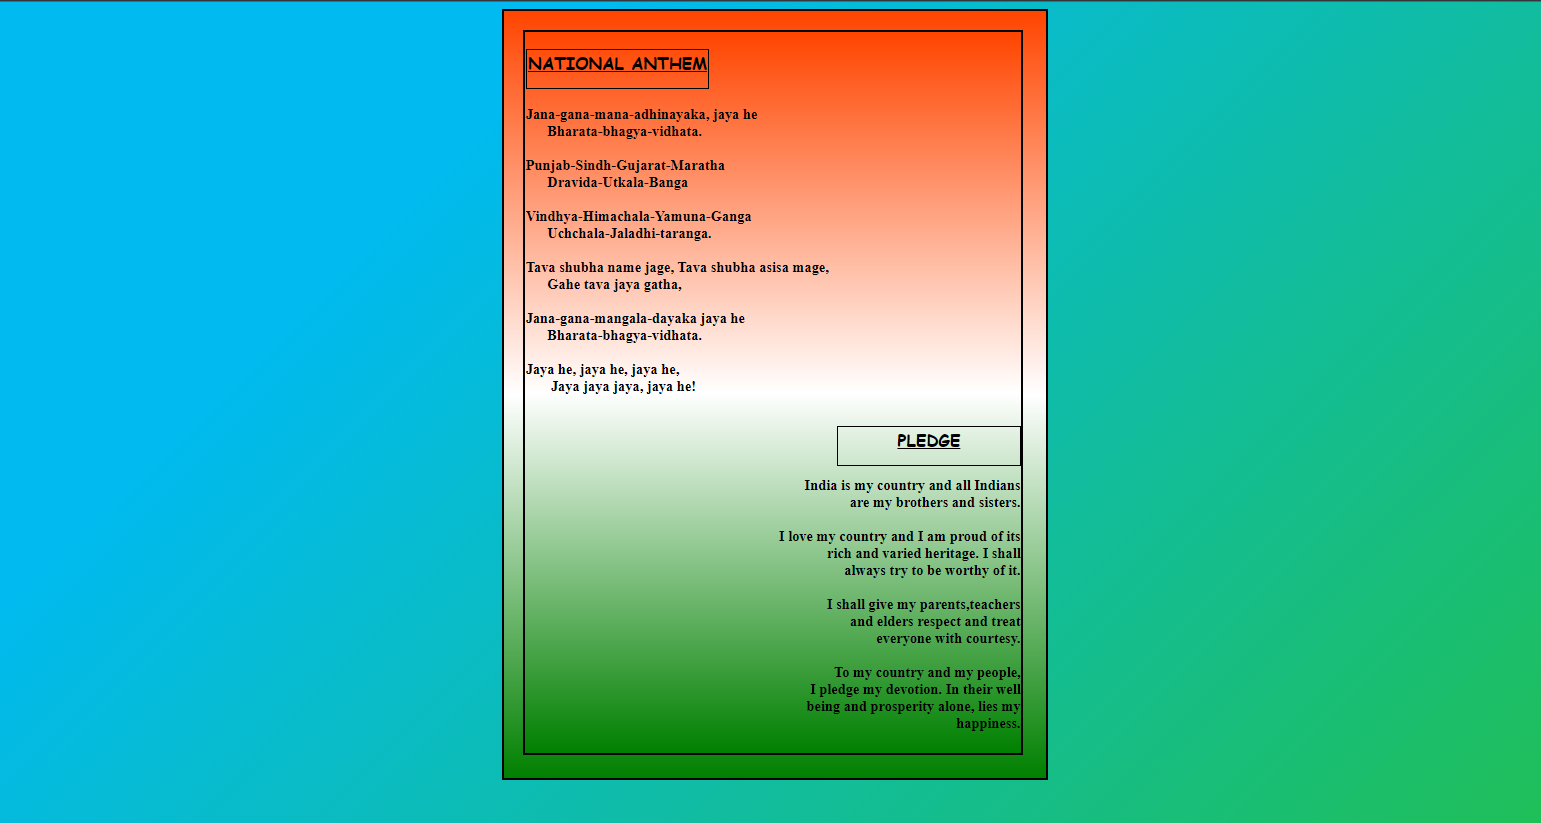 NATIONAL ANTHEM
Jana-gana-mana-adhinayaka, jaya he
Bharata-bhagya-vidhata.
Punjab-Sindh-Gujarat-Maratha
Dravida-Utkala-Banga
Vindhya-Himachala-Yamuna-Ganga
Uchchala-Jaladhi-taranga.
Tava shubha name jage, Tava shubha asisa mage,
Gahe tava jaya gatha,
Jana-gana-mangala-dayaka jaya he
Bharata-bhagya-vidhata.
Jaya he, jaya he, jaya he,
Jaya jaya jaya, jaya he!
PLEDGE
India is my country and all Indians
are my brothers and sisters.
I love my country and I am proud of its
rich and varied heritage. I shall
always try to be worthy of it.
I shall give my parents,teachers
and elders respect and treat
everyone with courtesy.
To my country and my people,
I pledge my devotion. In their well
being and prosperity alone, lies my
happiness.